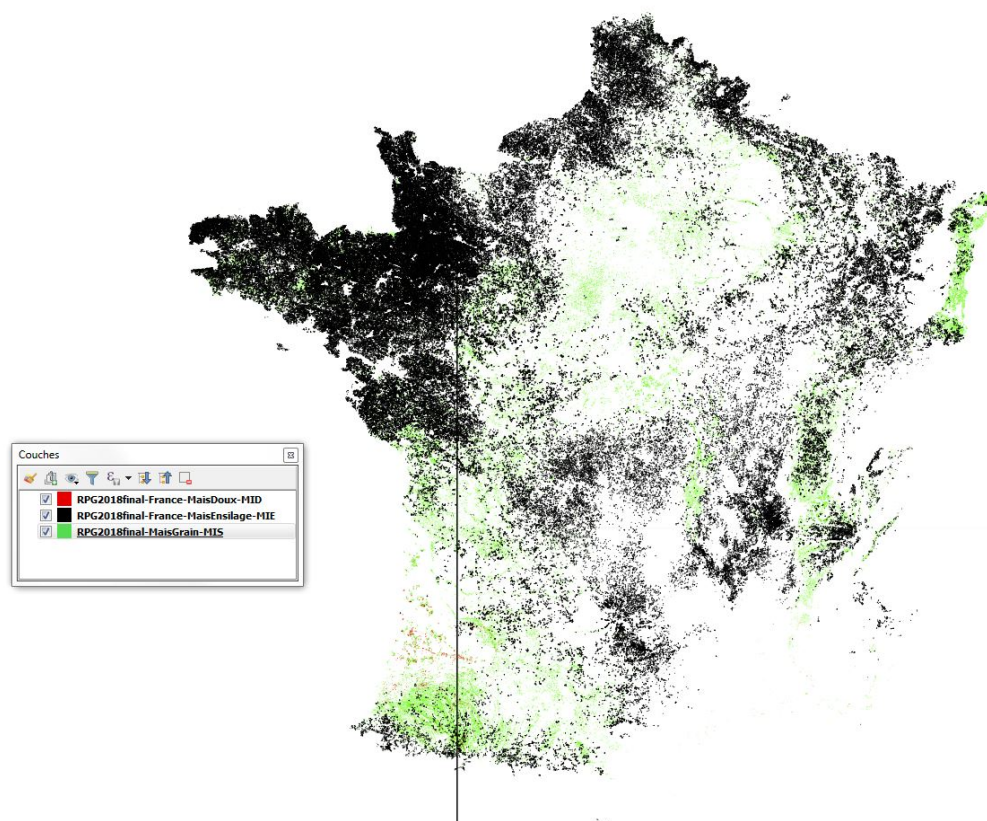 Couches
RPG2018final-France-MaisDoux-MID
RPG2018final-France-MaisEnsilage-MIE
RPG2018final-MaisGrain-MIS